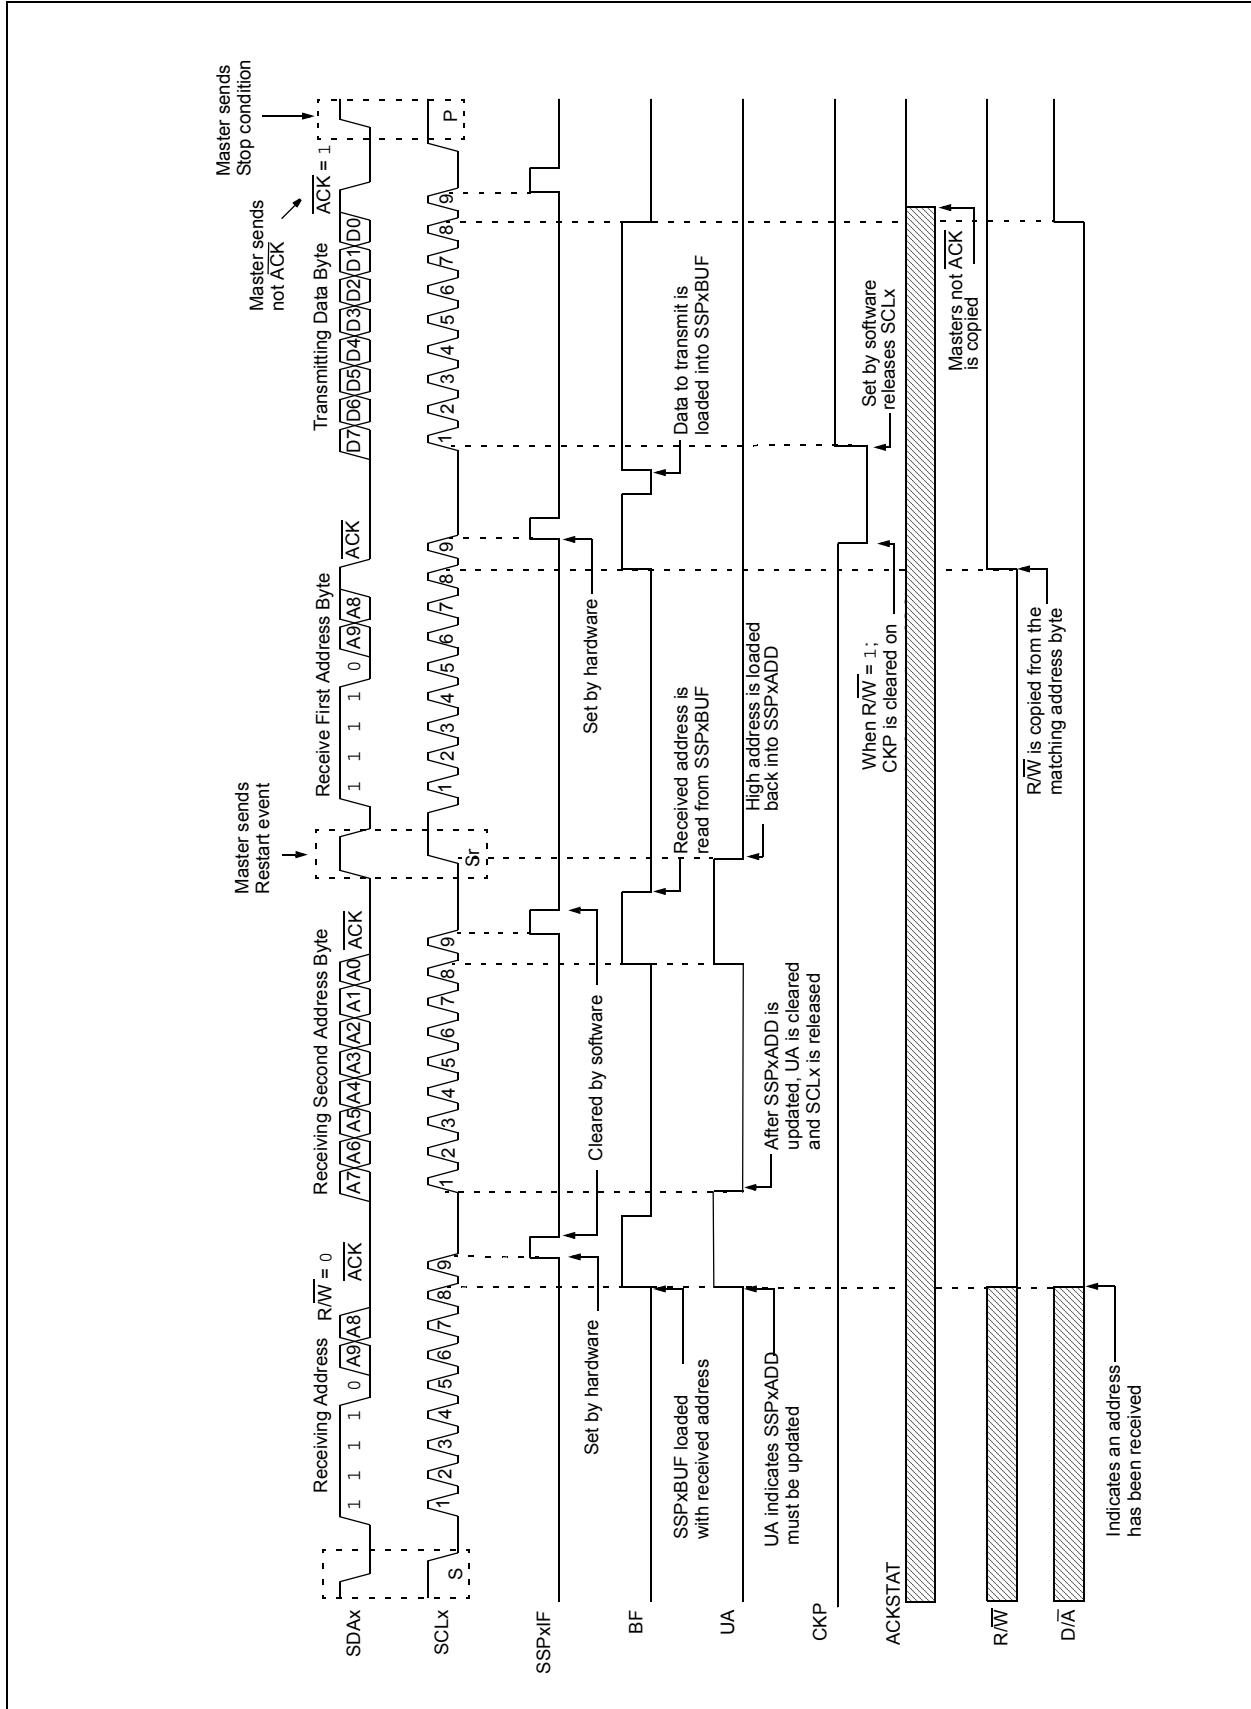 Master sends
Restart event
Master sends
not A̅C̅K̅
Master sends
Stop condition
Receiving Address R/W̅ = 0
Receiving Second Address Byte
Receive First Address Byte
Transmitting Data Byte A̅C̅K̅ = 1
SDAx
1 1 1 1 0 A9 A8 A̅C̅K̅
A7 A6 A5 A4 A3 A2 A1 A0 A̅C̅K̅
1 1 1 1 0 A9 A8 A̅C̅K̅
D7 D6 D5 D4 D3 D2 D1 D0
SCLx
S
1 2 3 4 5 6 7 8 9
1 2 3 4 5 6 7 8 9
Sr
1 2 3 4 5 6 7 8 9
1 2 3 4 5 6 7 8 9
P
SSPxIF
Set by hardware
Cleared by software
Set by hardware
BF
SSPxBUF loaded
with received address
Received address is
read from SSPxBUF
Data to transmit is
loaded into SSPxBUF
UA
UA indicates SSPxADD
must be updated
After SSPxADD is
updated, UA is cleared
and SCLx is released
High address is loaded
back into SSPxADD
CKP
When R/W̅ = 1;
CKP is cleared on
Set by software
releases SCLx
ACKSTAT
Masters not A̅C̅K̅
is copied
R/W̅
R/W̅ is copied from the
matching address byte
D/A̅
Indicates an address
has been received